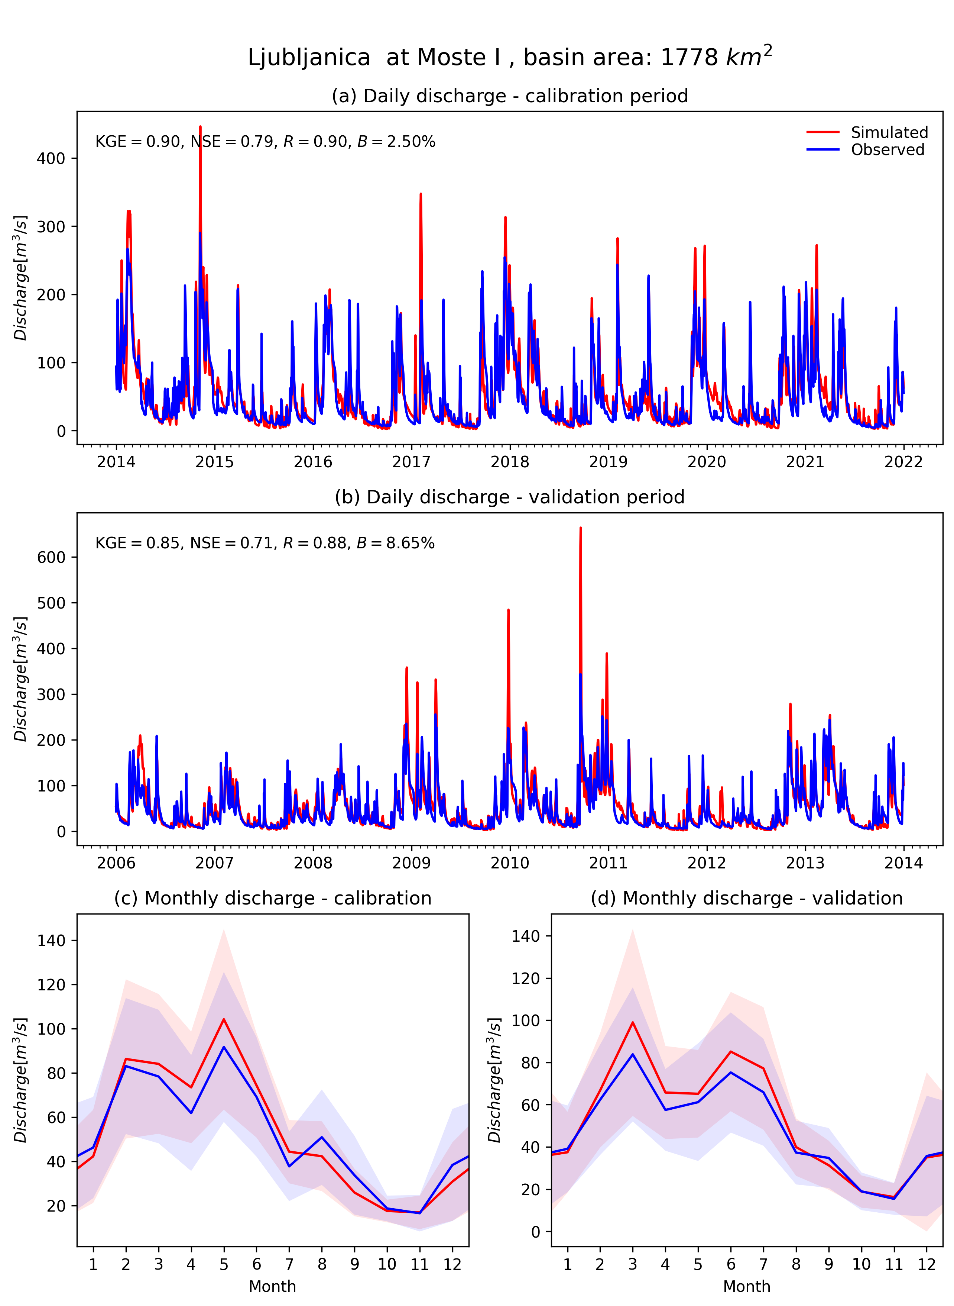 Ljubljanica at Moste I , basin area: 1778 km²
(a) Daily discharge - calibration period
KGE = 0.90, NSE = 0.79, R = 0.90, B = 2.50%
Simulated
Observed
Discharge[m³/s]
400
300
200
100
0
2014 2015 2016 2017 2018 2019 2020 2021 2022
(b) Daily discharge - validation period
KGE = 0.85, NSE = 0.71, R = 0.88, B = 8.65%
Discharge[m³/s]
600
500
400
300
200
100
0
2006 2007 2008 2009 2010 2011 2012 2013 2014
(c) Monthly discharge - calibration
Discharge[m³/s]
140
120
100
80
60
40
20
1 2 3 4 5 6 7 8 9 10 11 12
Month
(d) Monthly discharge - validation
Discharge[m³/s]
140
120
100
80
60
40
20
0
1 2 3 4 5 6 7 8 9 10 11 12
Month